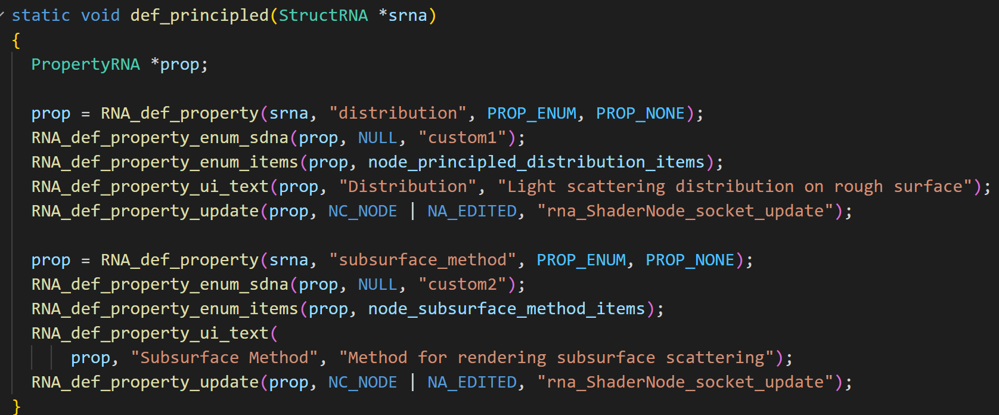 static void def_principled(StructRNA *srna)
{
  PropertyRNA *prop;

  prop = RNA_def_property(srna, "distribution", PROP_ENUM, PROP_NONE);
  RNA_def_property_enum_sdna(prop, NULL, "custom1");
  RNA_def_property_enum_items(prop, node_principled_distribution_items);
  RNA_def_property_ui_text(prop, "Distribution", "Light scattering distribution on rough surface");
  RNA_def_property_update(prop, NC_NODE | NA_EDITED, "rna_ShaderNode_socket_update");

  prop = RNA_def_property(srna, "subsurface_method", PROP_ENUM, PROP_NONE);
  RNA_def_property_enum_sdna(prop, NULL, "custom2");
  RNA_def_property_enum_items(prop, node_subsurface_method_items);
  RNA_def_property_ui_text(
      prop, "Subsurface Method", "Method for rendering subsurface scattering");
  RNA_def_property_update(prop, NC_NODE | NA_EDITED, "rna_ShaderNode_socket_update");
}